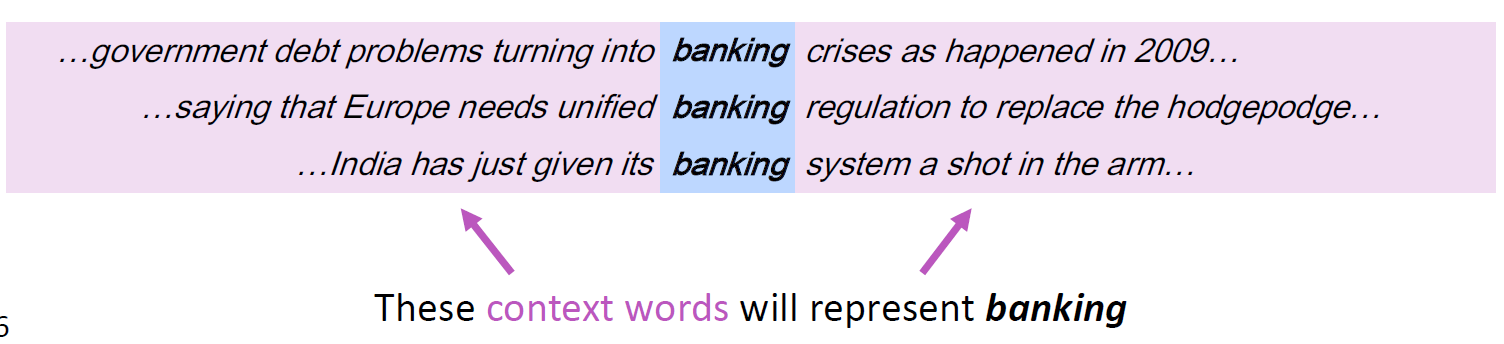 …government debt problems turning into banking crises as happened in 2009…
…saying that Europe needs unified banking regulation to replace the hodgepodge…
…India has just given its banking system a shot in the arm…
These context words will represent banking
6